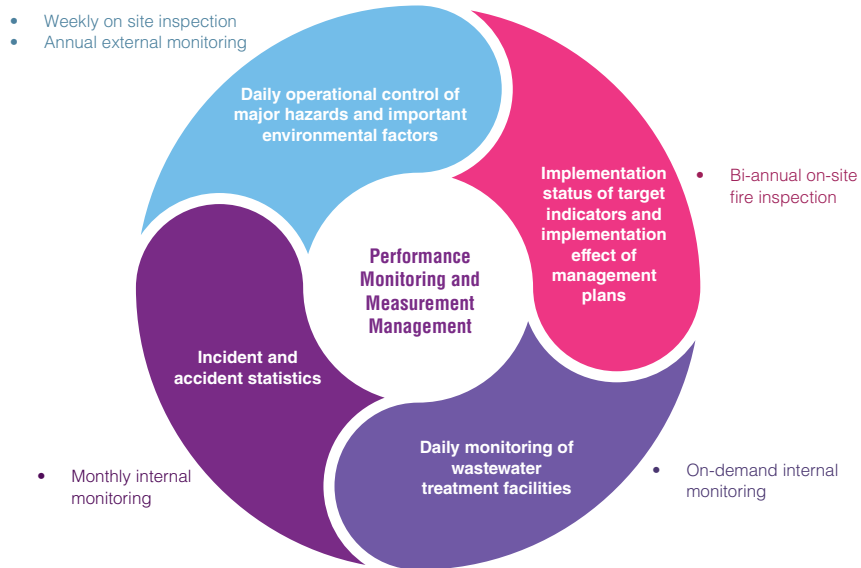 • Weekly on site inspection
• Annual external monitoring
Daily operational control of
major hazards and important
environmental factors
Implementation
status of target
indicators and
implementation
effect of
management
plans
• Bi-annual on-site
fire inspection
Performance
Monitoring and
Measurement
Management
Incident and
accident statistics
Daily monitoring of
wastewater
treatment facilities
• Monthly internal
monitoring
• On-demand internal
monitoring